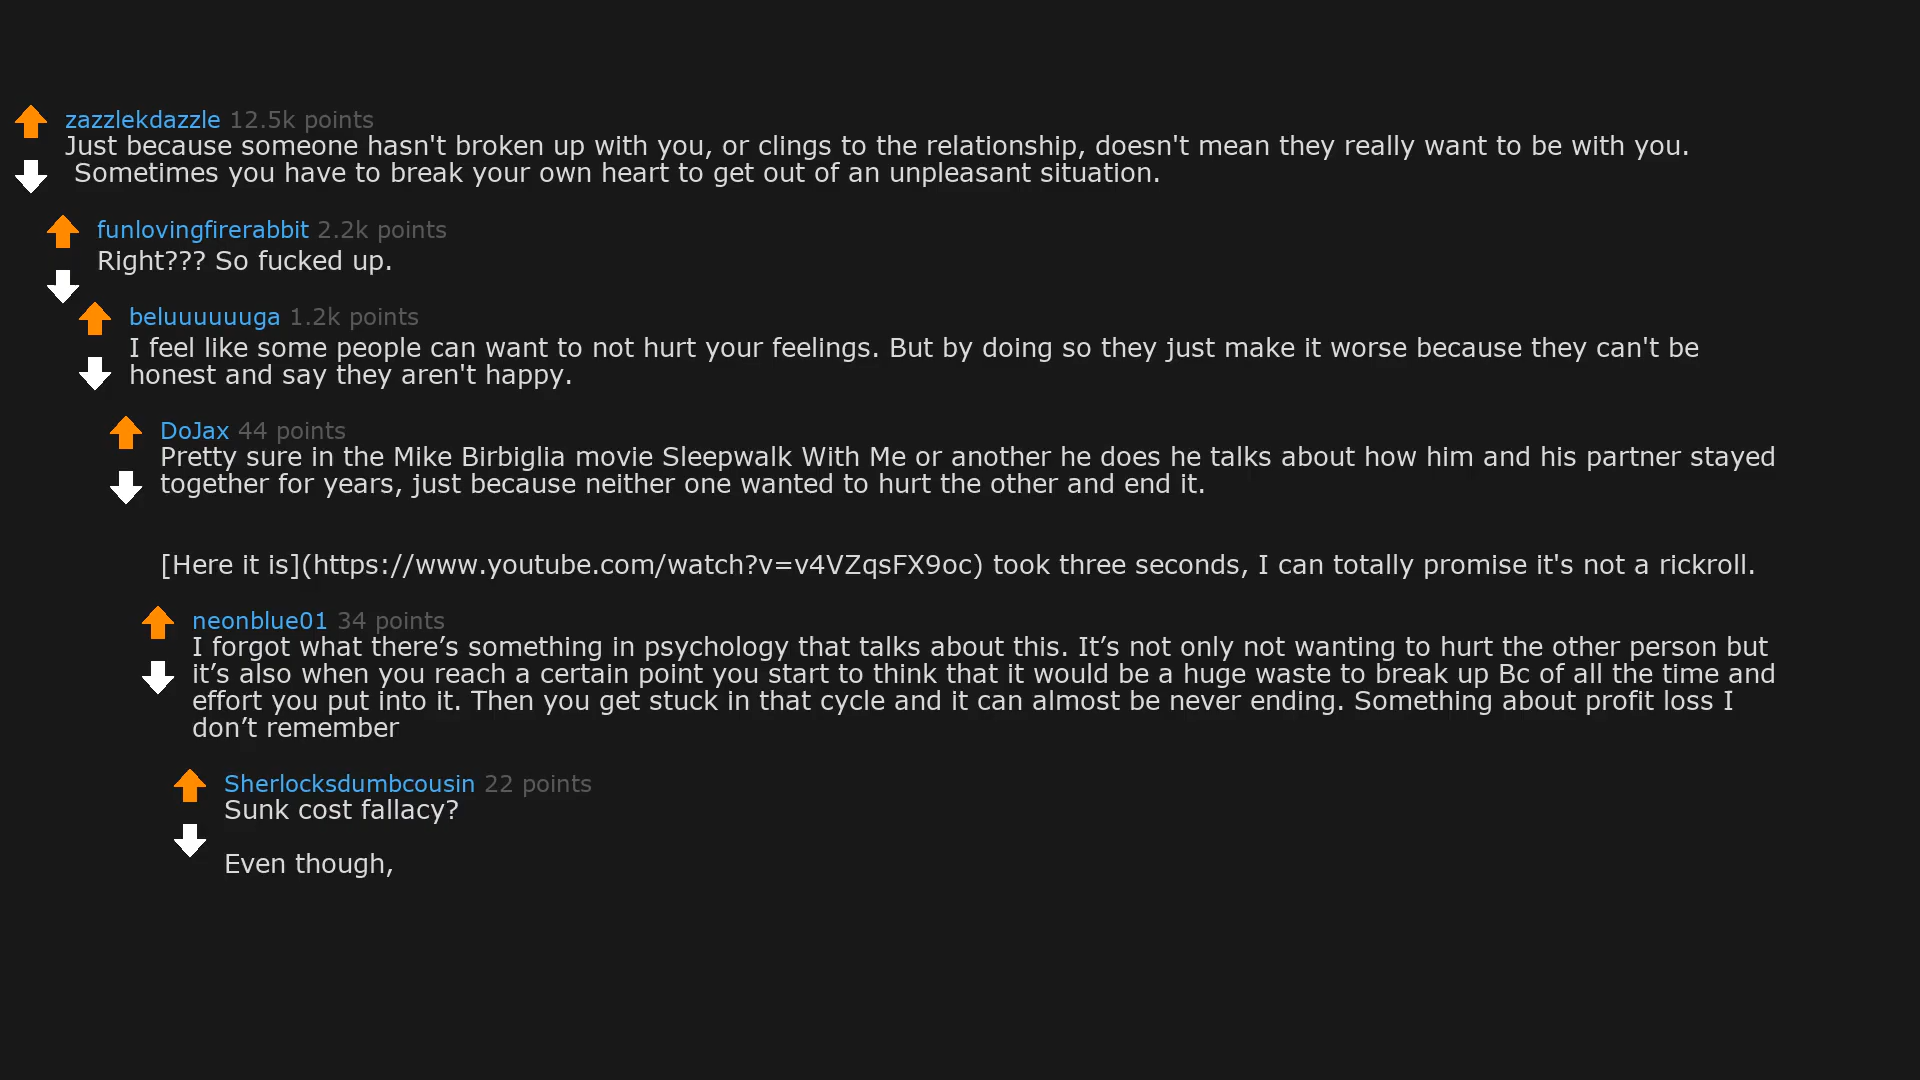 zazzlekdazzle 12.5k points
Just because someone hasn't broken up with you, or clings to the relationship, doesn't mean they really want to be with you.
Sometimes you have to break your own heart to get out of an unpleasant situation.
funlovingfirerabbit 2.2k points
Right??? So fucked up.
beluuuuuuga 1.2k points
I feel like some people can want to not hurt your feelings. But by doing so they just make it worse because they can't be
honest and say they aren't happy.
DoJax 44 points
Pretty sure in the Mike Birbiglia movie Sleepwalk With Me or another he does he talks about how him and his partner stayed
together for years, just because neither one wanted to hurt the other and end it.
[Here it is](https://www.youtube.com/watch?v=v4VZqsFX9oc) took three seconds, I can totally promise it's not a rickroll.
neonblue01 34 points
I forgot what there’s something in psychology that talks about this. It’s not only not wanting to hurt the other person but
it’s also when you reach a certain point you start to think that it would be a huge waste to break up Bc of all the time and
effort you put into it. Then you get stuck in that cycle and it can almost be never ending. Something about profit loss I
don’t remember
Sherlocksdumbcousin 22 points
Sunk cost fallacy?
Even though,